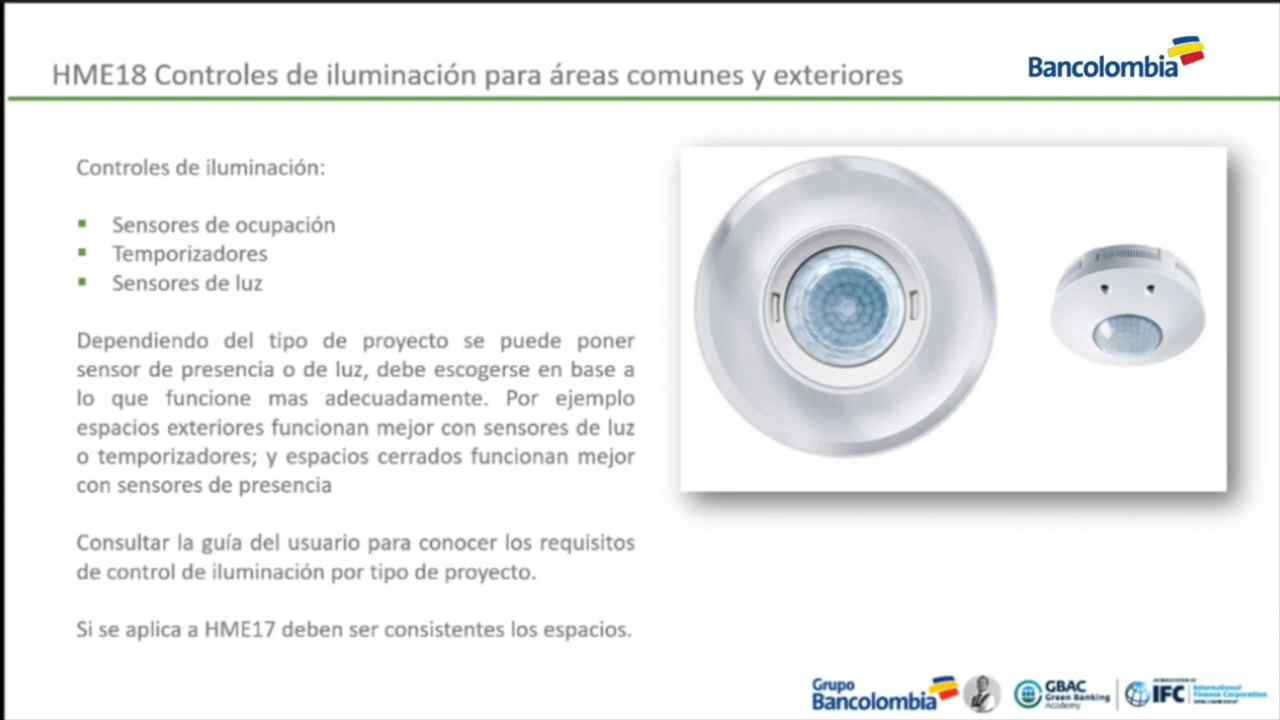 HME18 Controles de iluminación para áreas comunes y exteriores
Bancolombia
Controles de iluminación:
▪ Sensores de ocupación
▪ Temporizadores
▪ Sensores de luz
Dependiendo del tipo de proyecto se puede poner
sensor de presencia o de luz, debe escogerse en base a
lo que funcione mas adecuadamente. Por ejemplo
espacios exteriores funcionan mejor con sensores de luz
o temporizadores; y espacios cerrados funcionan mejor
con sensores de presencia
Consultar la guía del usuario para conocer los requisitos
de control de iluminación por tipo de proyecto.
Si se aplica a HME17 deben ser consistentes los espacios.
Grupo
Bancolombia
GBAC
Green Banking
Academy
IFC
International
Finance Corporation
WORLD BANK GROUP